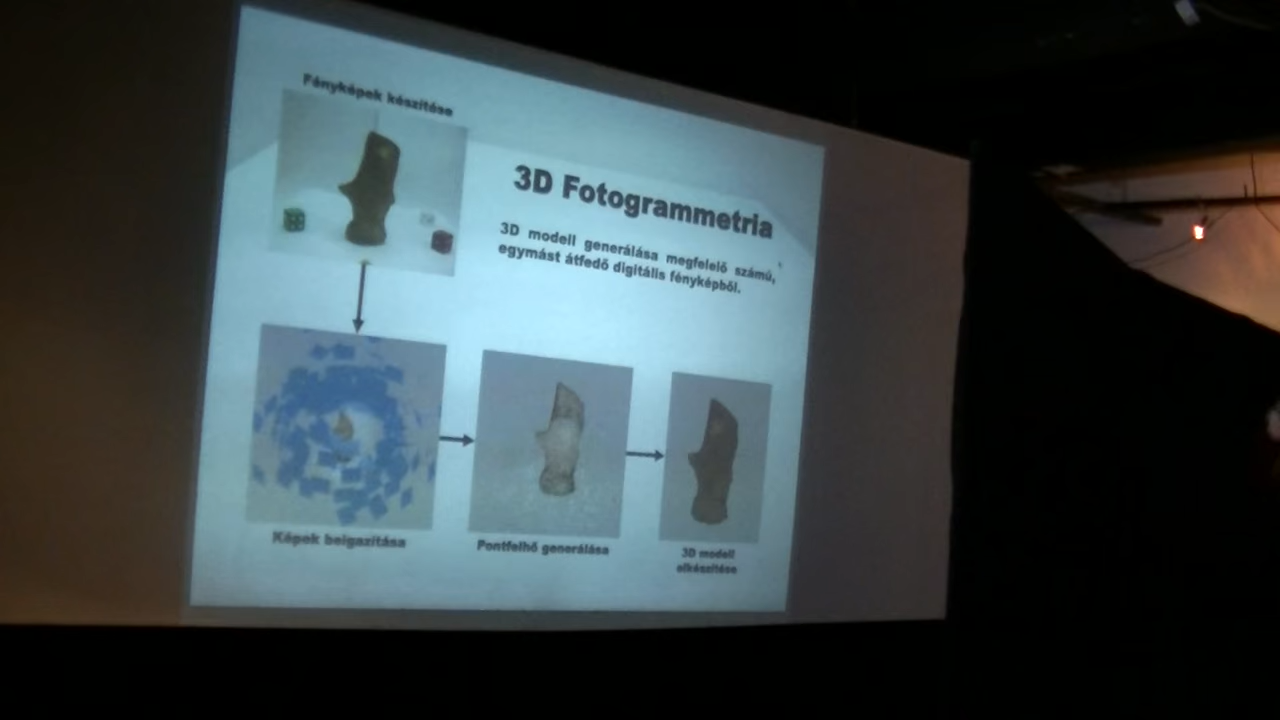 Fényképek készítése
3D Fotogrammetria
3D modell generálása megfelelő számú,
egymást átfedő digitális fényképből.
Képek beigazítása
Pontfelhő generálása
3D modell
elkészítése